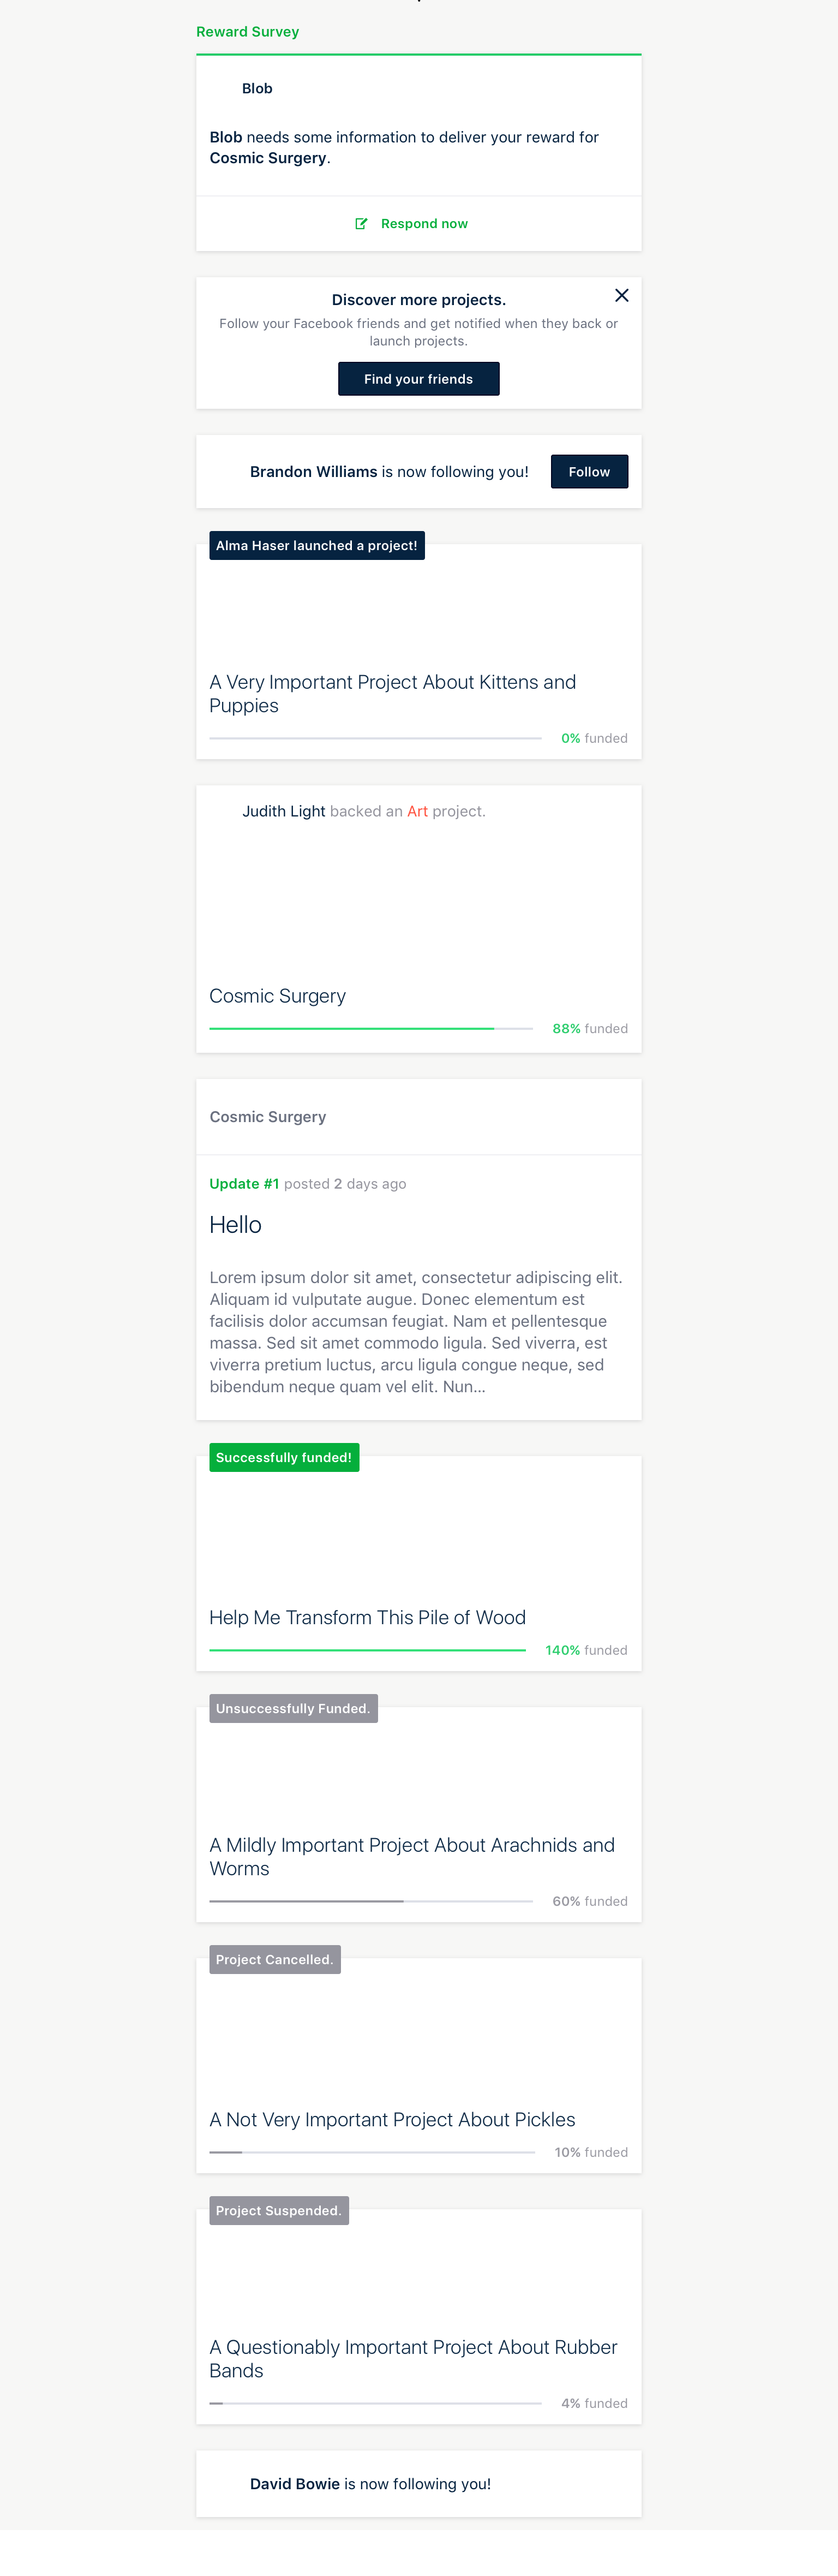 Reward Survey
Blob
Blob needs some information to deliver your reward for
Cosmic Surgery.
Respond now
Discover more projects.
Follow your Facebook friends and get notified when they back or
launch projects.
Find your friends
Brandon Williams is now following you!
Follow
Alma Haser launched a project!
A Very Important Project About Kittens and
Puppies
0% funded
Judith Light backed an Art project.
Cosmic Surgery
88% funded
Cosmic Surgery
Update #1 posted 2 days ago
Hello
Lorem ipsum dolor sit amet, consectetur adipiscing elit.
Aliquam id vulputate augue. Donec elementum est
facilisis dolor accumsan feugiat. Nam et pellentesque
massa. Sed sit amet commodo ligula. Sed viverra, est
viverra pretium luctus, arcu ligula congue neque, sed
bibendum neque quam vel elit. Nun...
Successfully funded!
Help Me Transform This Pile of Wood
140% funded
Unsuccessfully Funded.
A Mildly Important Project About Arachnids and
Worms
60% funded
Project Cancelled.
A Not Very Important Project About Pickles
10% funded
Project Suspended.
A Questionably Important Project About Rubber
Bands
4% funded
David Bowie is now following you!